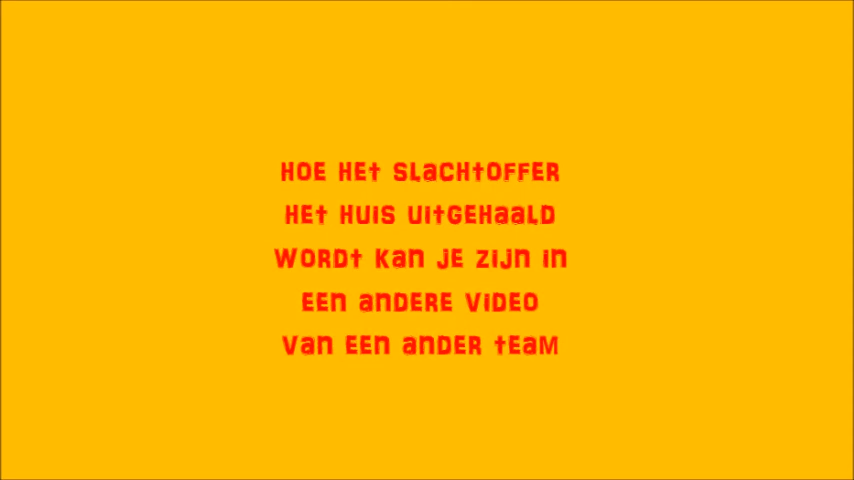 HOE HET SLACHTOFFER
HET HUIS UITGEHAALD
WORDT KAN JE ZIJN IN
EEN ANDERE VIDEO
VAN EEN ANDER TEAM